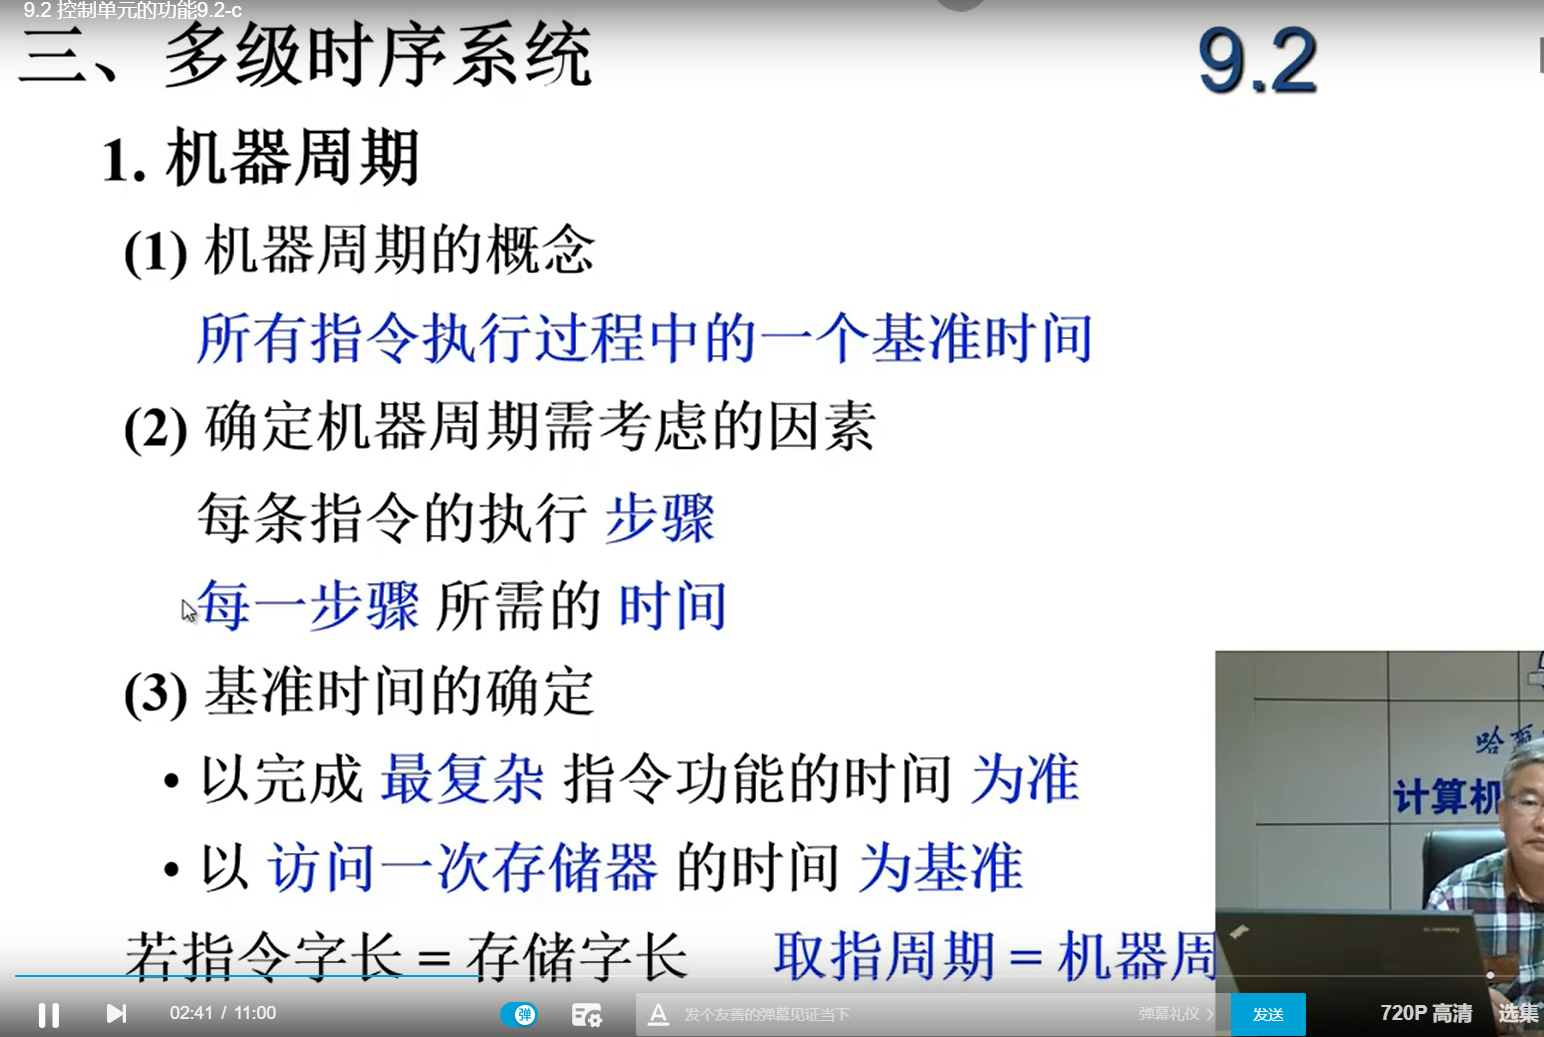 9.2 控制单元的功能9.2-c
三、多级时序系统
9.2
1. 机器周期
(1) 机器周期的概念
所有指令执行过程中的一个基准时间
(2) 确定机器周期需考虑的因素
每条指令的执行 步骤
每一步骤 所需的 时间
(3) 基准时间的确定
• 以完成 最复杂 指令功能的时间 为准
• 以 访问一次存储器 的时间 为基准
若指令字长 = 存储字长 取指周期 = 机器周
哈
计算机
02:41 / 11:00
弹
A
发个友善的弹幕见证当下
弹幕礼仪 >
发送
720P 高清
选集